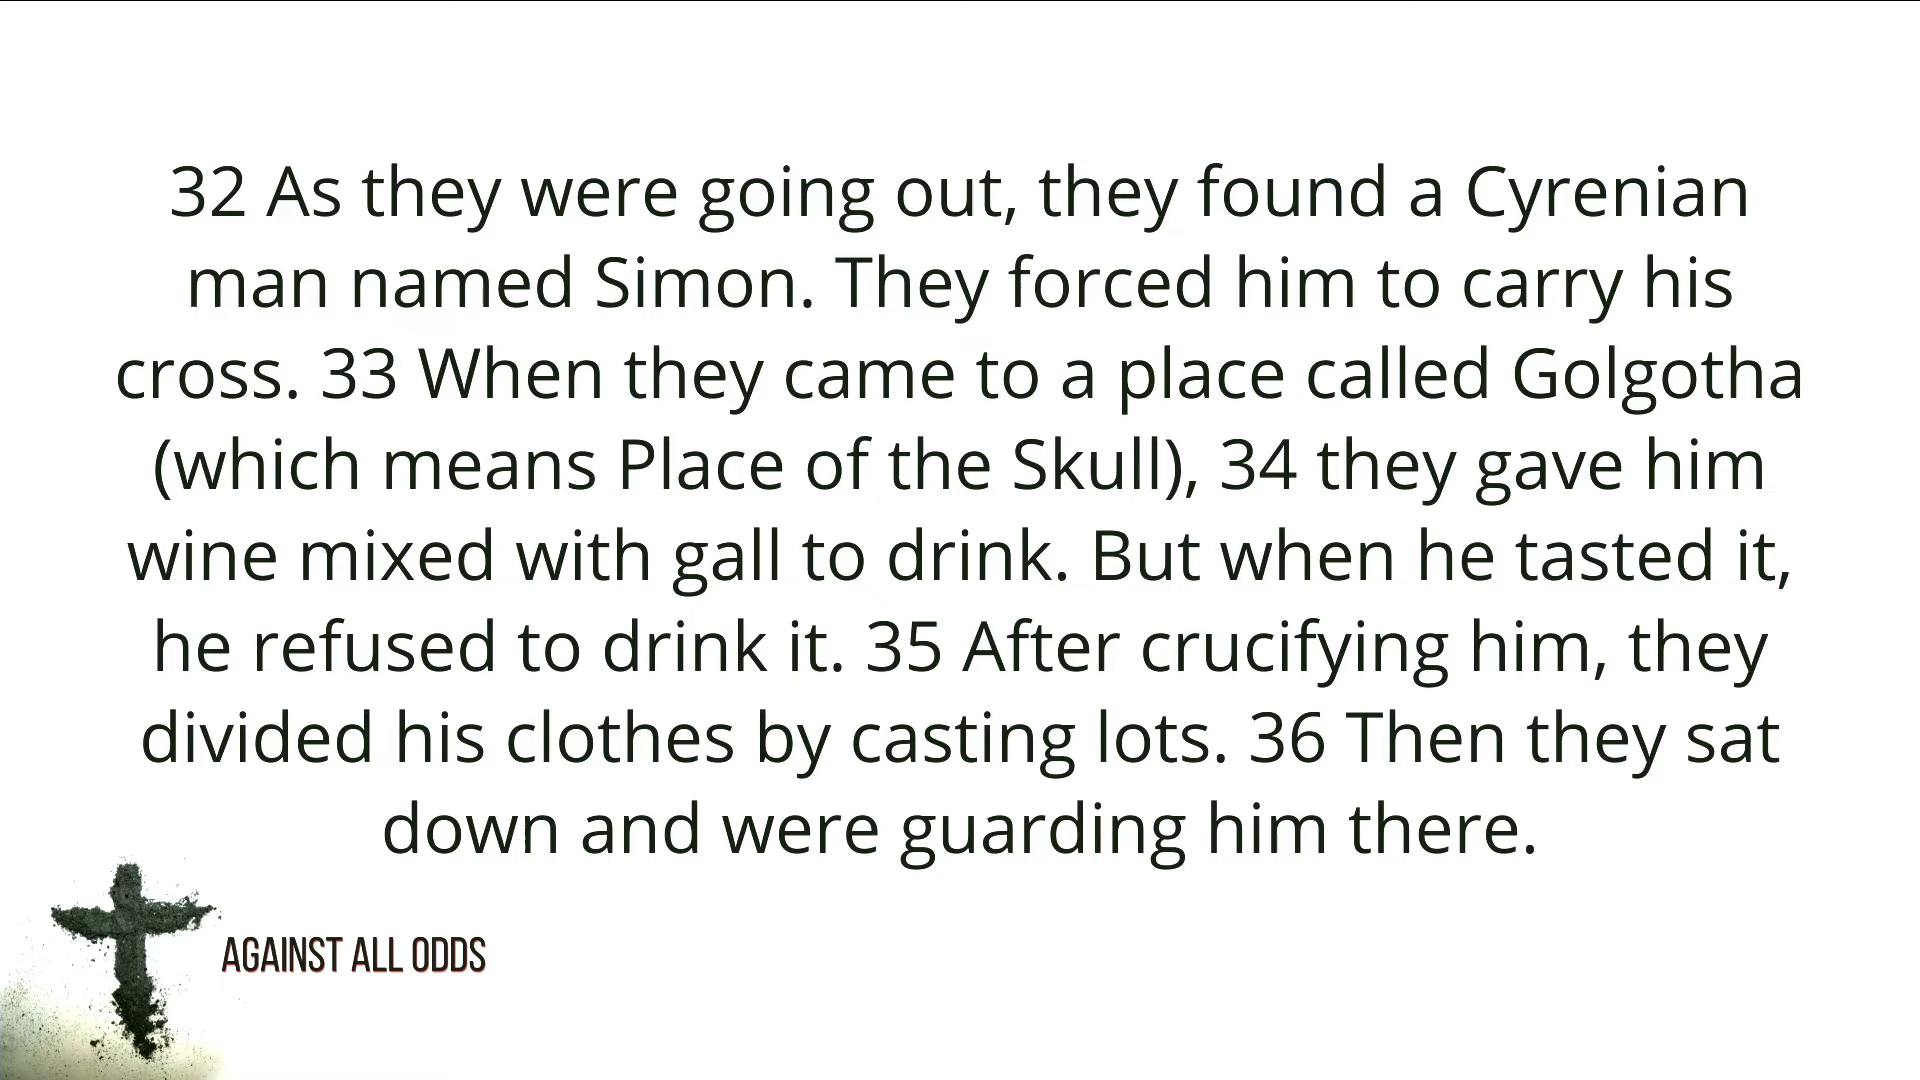 32 As they were going out, they found a Cyrenian
man named Simon. They forced him to carry his
cross. 33 When they came to a place called Golgotha
(which means Place of the Skull), 34 they gave him
wine mixed with gall to drink. But when he tasted it,
he refused to drink it. 35 After crucifying him, they
divided his clothes by casting lots. 36 Then they sat
down and were guarding him there.
AGAINST ALL ODDS